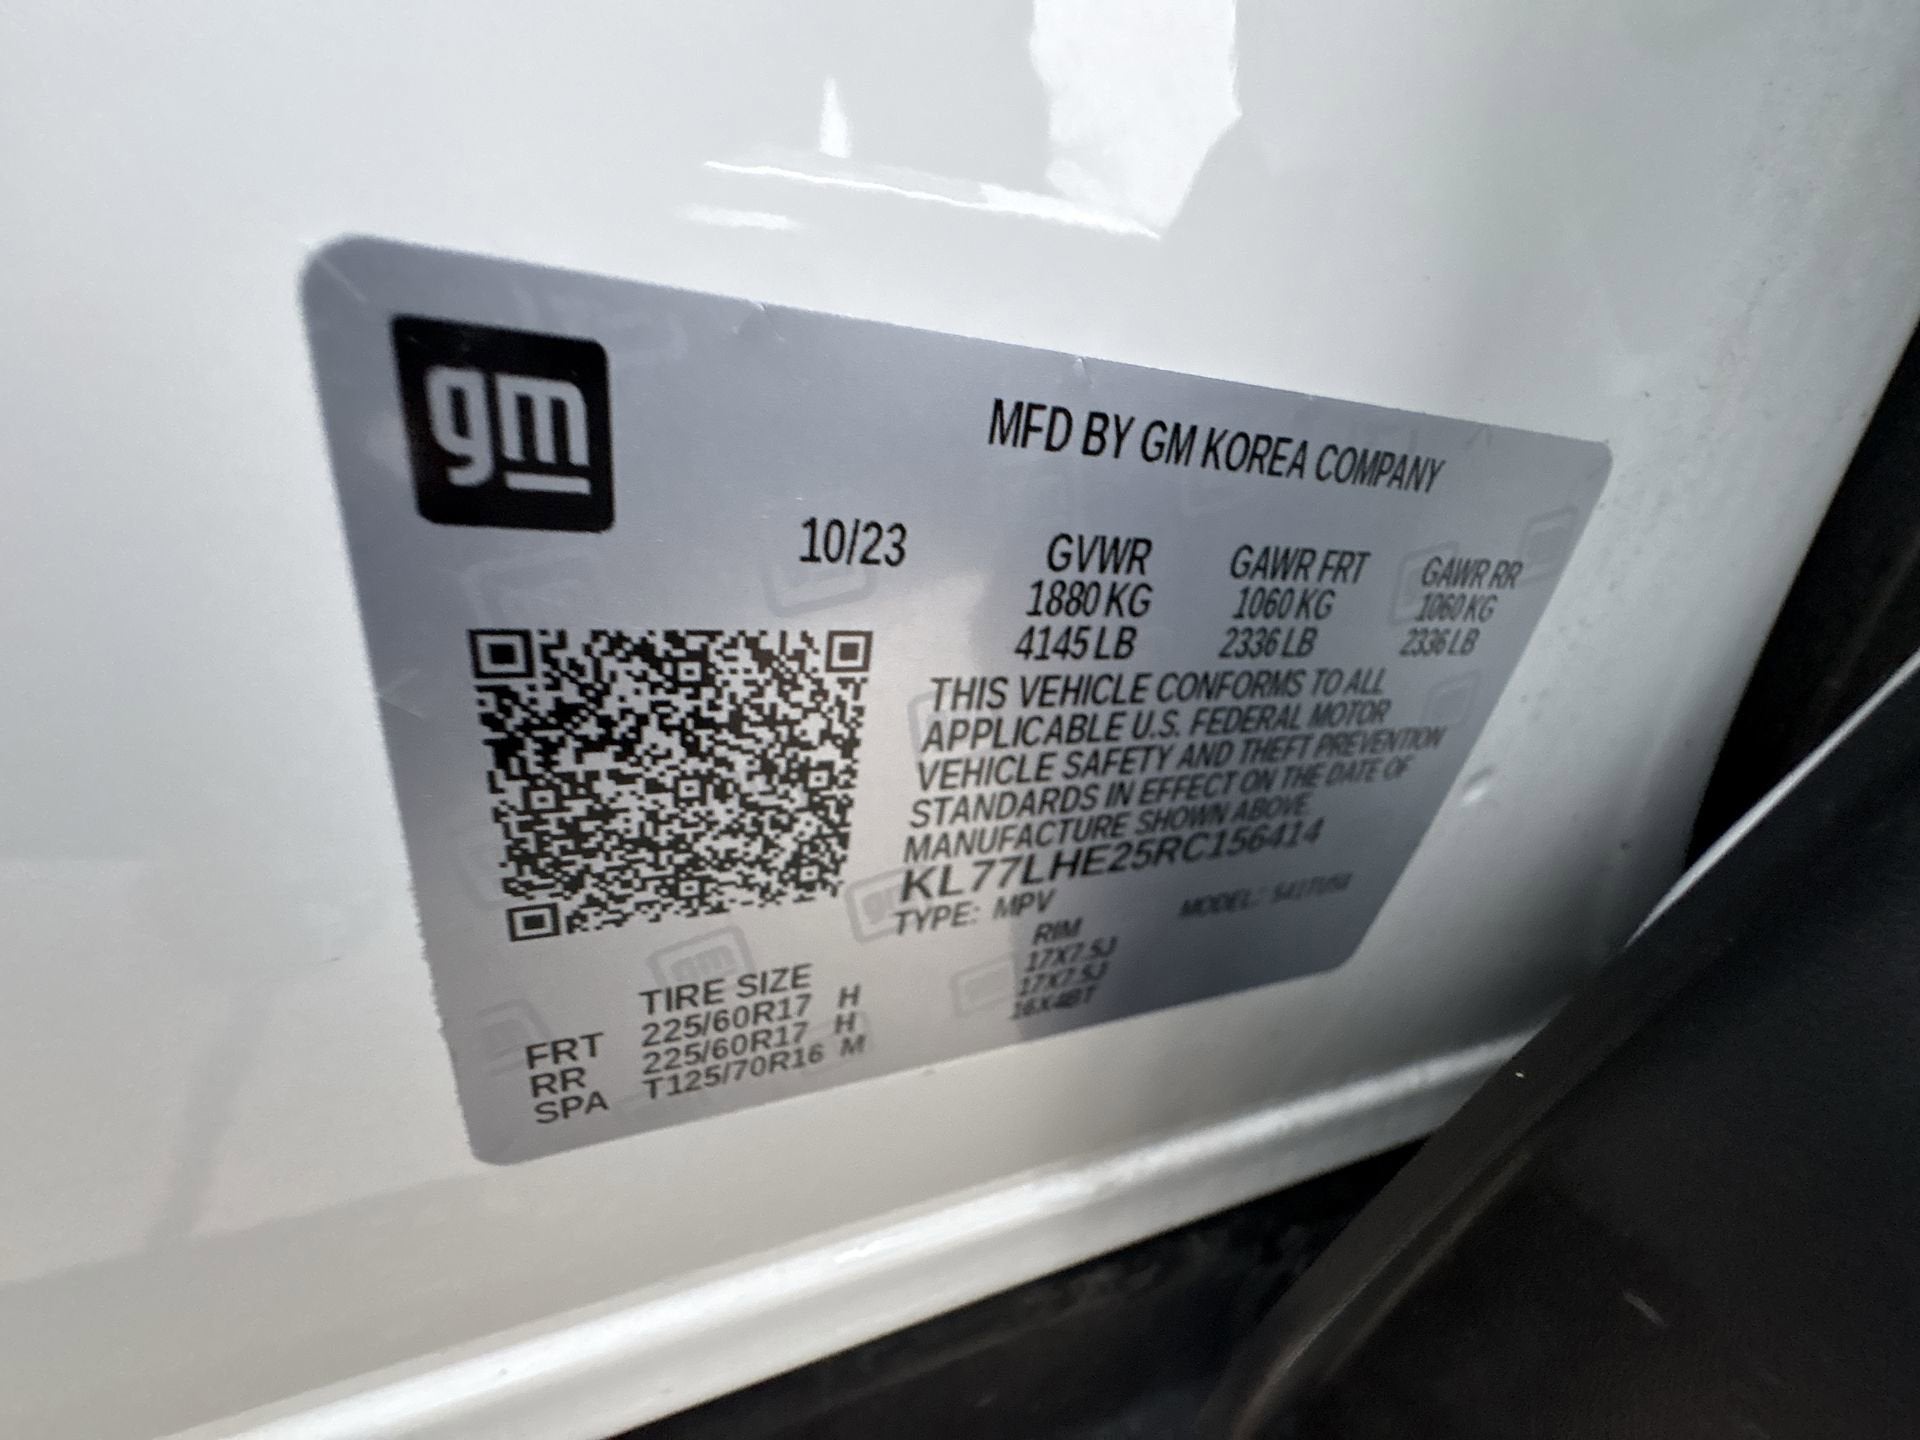 gm
MFD BY GM KOREA COMPANY
10/23
GVWR GAWR FRT GAWR RR
1880 KG 1060 KG 1060 KG
4145 LB 2336 LB 2336 LB
THIS VEHICLE CONFORMS TO ALL
APPLICABLE U.S. FEDERAL MOTOR
VEHICLE SAFETY AND THEFT PREVENTION
STANDARDS IN EFFECT ON THE DATE OF
MANUFACTURE SHOWN ABOVE
KL77LHE25RC156414
TYPE: MPV MODEL:
TIRE SIZE RIM
FRT 225/60R17 H 17X7.5J
RR 225/60R17 H 17X7.5J
SPA T125/70R16 M 16X4BT